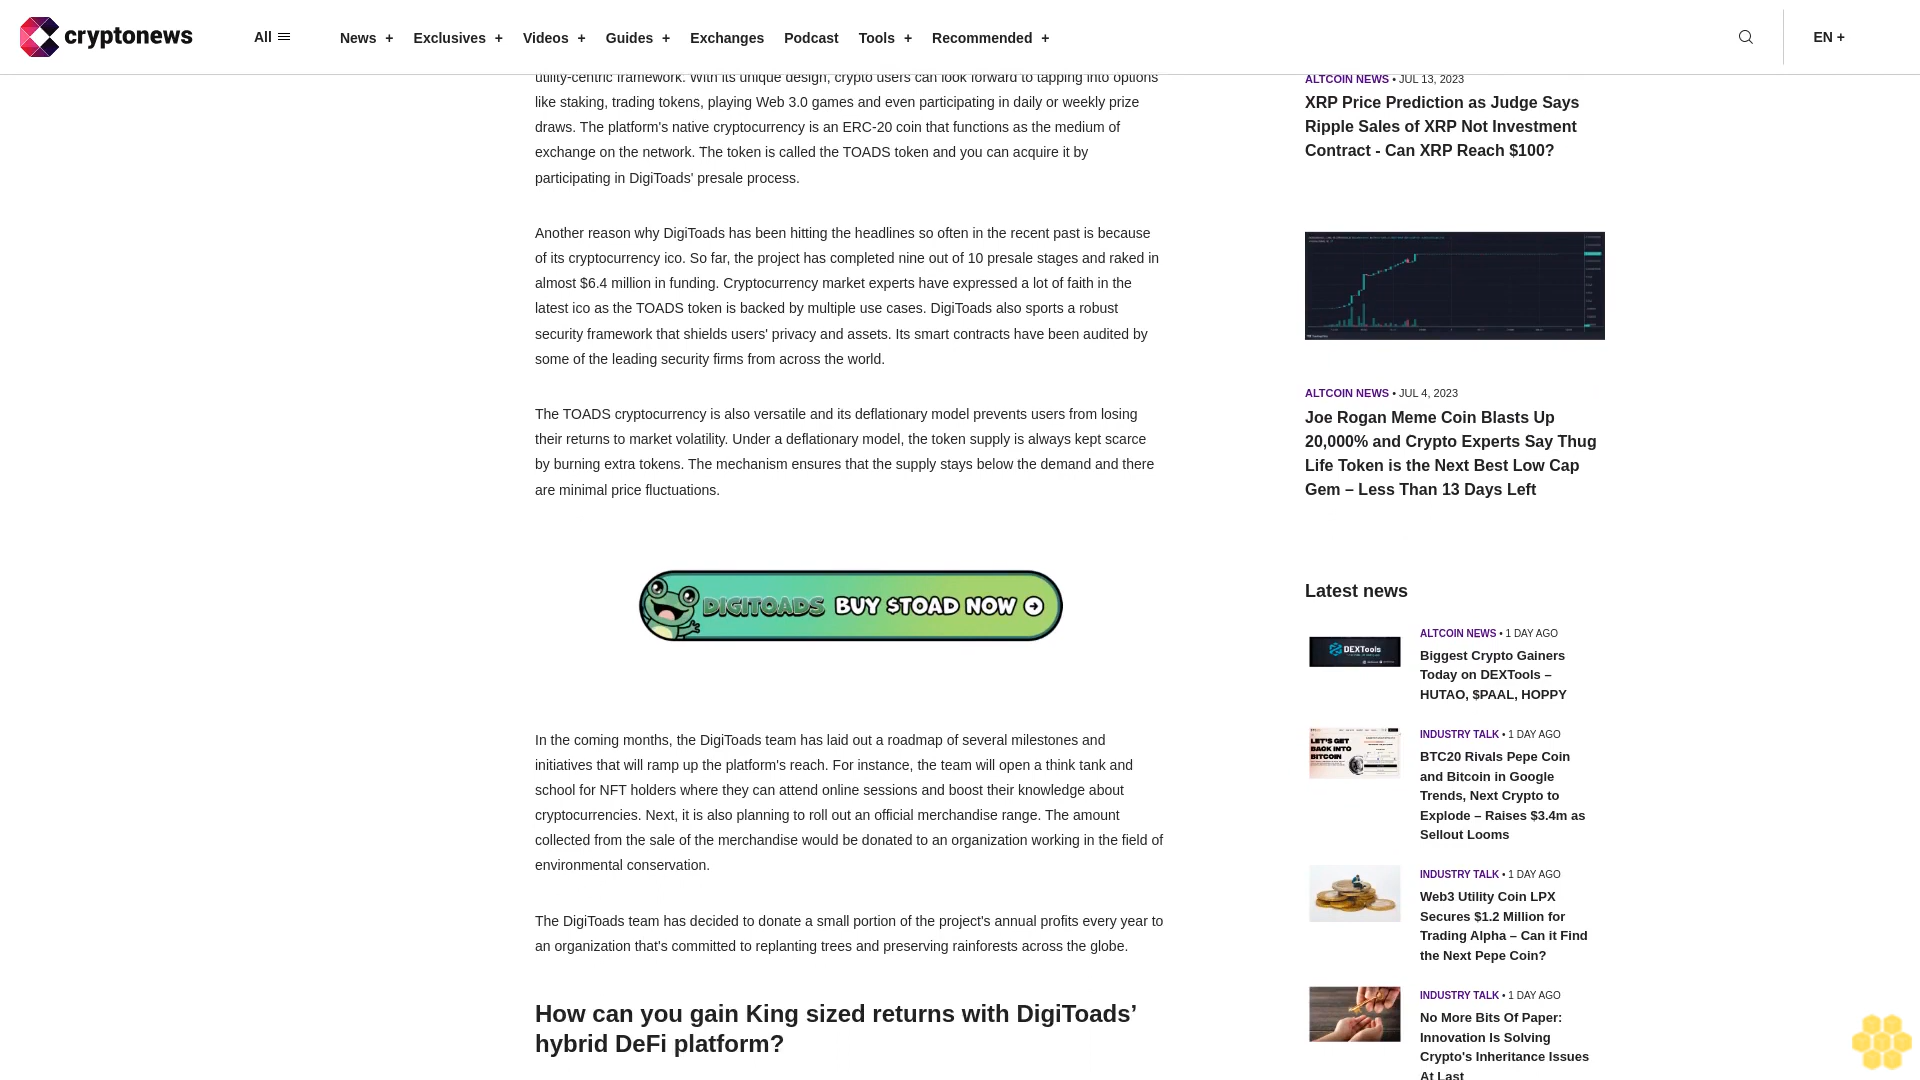 cryptonews
All
News +
Exclusives +
Videos +
Guides +
Exchanges
Podcast
Tools +
Recommended +
EN +
utility-centric framework. With its unique design, crypto users can look forward to tapping into options
like staking, trading tokens, playing Web 3.0 games and even participating in daily or weekly prize
draws. The platform's native cryptocurrency is an ERC-20 coin that functions as the medium of
exchange on the network. The token is called the TOADS token and you can acquire it by
participating in DigiToads' presale process.
Another reason why DigiToads has been hitting the headlines so often in the recent past is because
of its cryptocurrency ico. So far, the project has completed nine out of 10 presale stages and raked in
almost $6.4 million in funding. Cryptocurrency market experts have expressed a lot of faith in the
latest ico as the TOADS token is backed by multiple use cases. DigiToads also sports a robust
security framework that shields users' privacy and assets. Its smart contracts have been audited by
some of the leading security firms from across the world.
The TOADS cryptocurrency is also versatile and its deflationary model prevents users from losing
their returns to market volatility. Under a deflationary model, the token supply is always kept scarce
by burning extra tokens. The mechanism ensures that the supply stays below the demand and there
are minimal price fluctuations.
DIGITOADS BUY $TOAD NOW
In the coming months, the DigiToads team has laid out a roadmap of several milestones and
initiatives that will ramp up the platform's reach. For instance, the team will open a think tank and
school for NFT holders where they can attend online sessions and boost their knowledge about
cryptocurrencies. Next, it is also planning to roll out an official merchandise range. The amount
collected from the sale of the merchandise would be donated to an organization working in the field of
environmental conservation.
The DigiToads team has decided to donate a small portion of the project's annual profits every year to
an organization that's committed to replanting trees and preserving rainforests across the globe.
How can you gain King sized returns with DigiToads’
hybrid DeFi platform?
ALTCOIN NEWS • JUL 13, 2023
XRP Price Prediction as Judge Says
Ripple Sales of XRP Not Investment
Contract - Can XRP Reach $100?
ALTCOIN NEWS • JUL 4, 2023
Joe Rogan Meme Coin Blasts Up
20,000% and Crypto Experts Say Thug
Life Token is the Next Best Low Cap
Gem – Less Than 13 Days Left
Latest news
DEXTools
ALTCOIN NEWS • 1 DAY AGO
Biggest Crypto Gainers
Today on DEXTools –
HUTAO, $PAAL, HOPPY
LET'S GET
BACK INTO
BITCOIN
INDUSTRY TALK • 1 DAY AGO
BTC20 Rivals Pepe Coin
and Bitcoin in Google
Trends, Next Crypto to
Explode – Raises $3.4m as
Sellout Looms
INDUSTRY TALK • 1 DAY AGO
Web3 Utility Coin LPX
Secures $1.2 Million for
Trading Alpha – Can it Find
the Next Pepe Coin?
INDUSTRY TALK • 1 DAY AGO
No More Bits Of Paper:
Innovation Is Solving
Crypto's Inheritance Issues
At Last